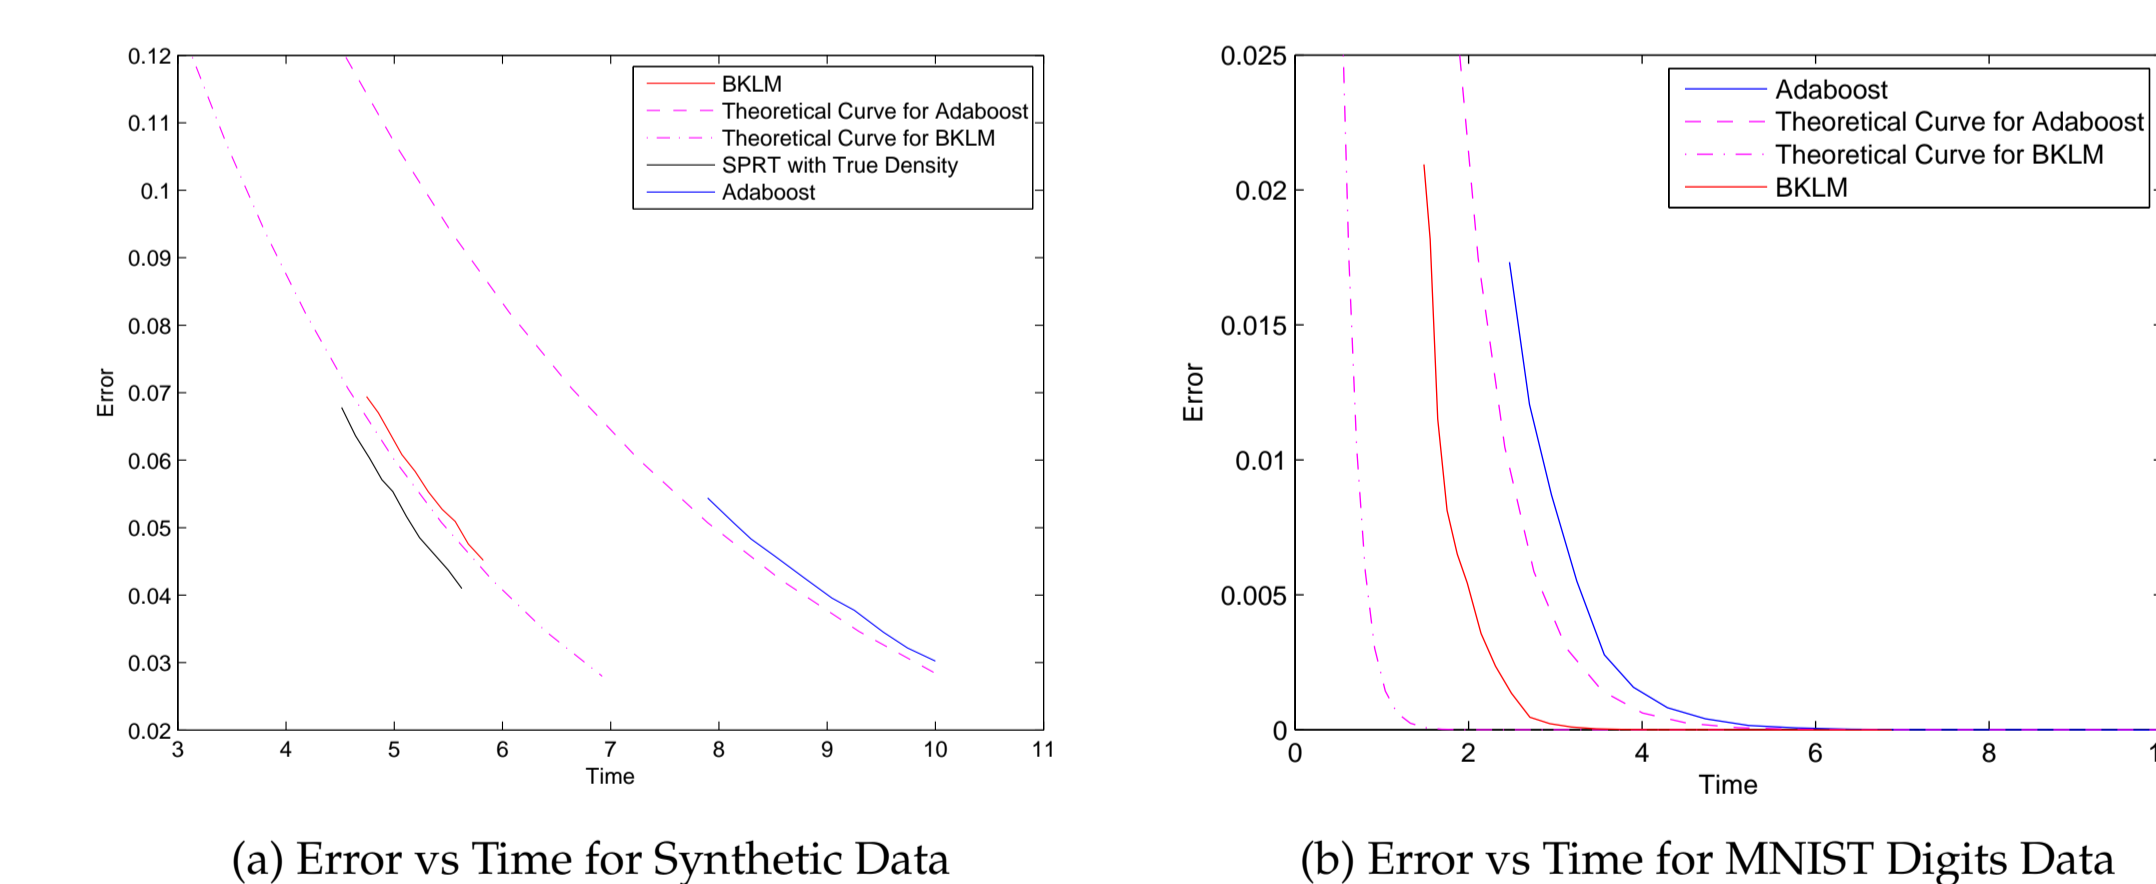 0.12
0.11
0.1
0.09
0.08
0.07
0.06
0.05
0.04
0.03
0.02
Error
3 4 5 6 7 8 9 10 11
Time
BKLM
Theoretical Curve for Adaboost
Theoretical Curve for BKLM
SPRT with True Density
Adaboost
(a) Error vs Time for Synthetic Data
0.025
0.02
0.015
0.01
0.005
0
Error
0 2 4 6 8 1
Time
Adaboost
Theoretical Curve for Adaboost
Theoretical Curve for BKLM
BKLM
(b) Error vs Time for MNIST Digits Data